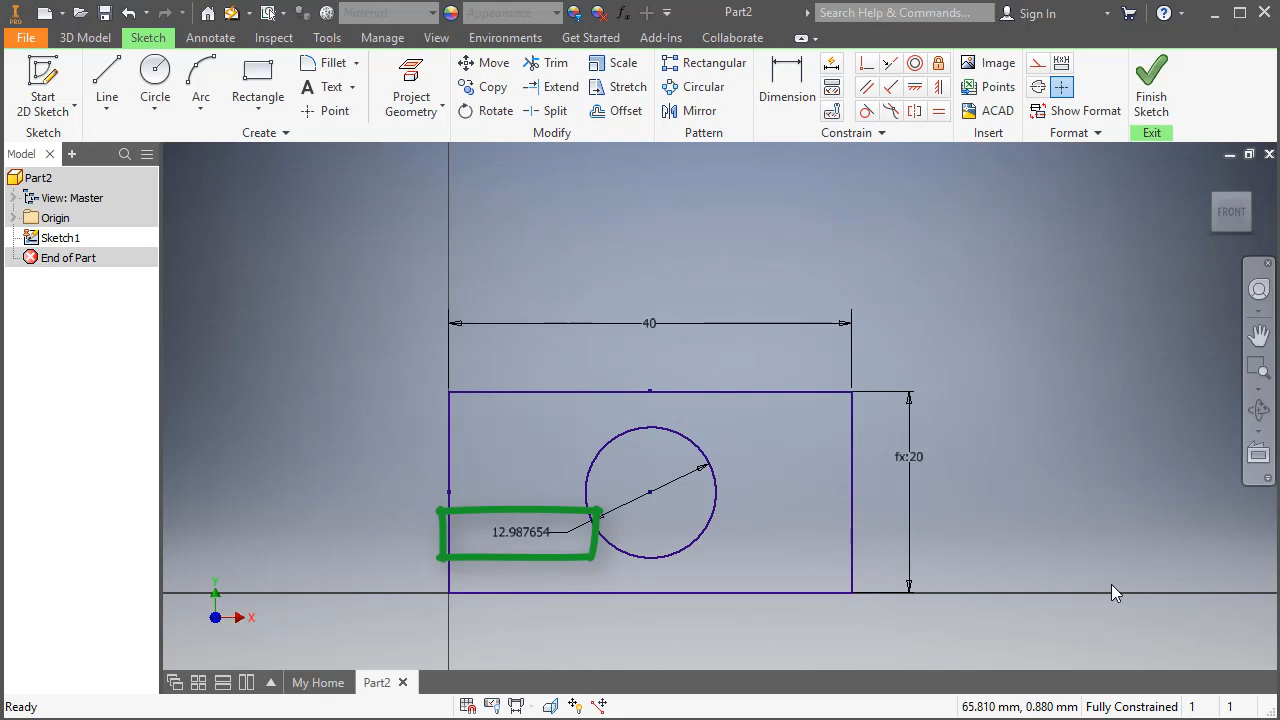 PRO
Material
Appearance
fx
Part2
Search Help & Commands...
Sign In
File
3D Model
Sketch
Annotate
Inspect
Tools
Manage
View
Environments
Get Started
Add-Ins
Collaborate
Start
2D Sketch
Line
Circle
Arc
Rectangle
Fillet
Text
Point
Project
Geometry
Move
Copy
Rotate
Trim
Extend
Split
Scale
Stretch
Offset
Rectangular
Circular
Mirror
Dimension
Image
Points
ACAD
Show Format
Finish
Sketch
Sketch
Create
Modify
Pattern
Constrain
Insert
Format
Exit
Model
Part2
View: Master
Origin
Sketch1
End of Part
FRONT
40
fx:20
12.987654
Y
X
My Home
Part2
Ready
65.810 mm, 0.880 mm
Fully Constrained
1
1